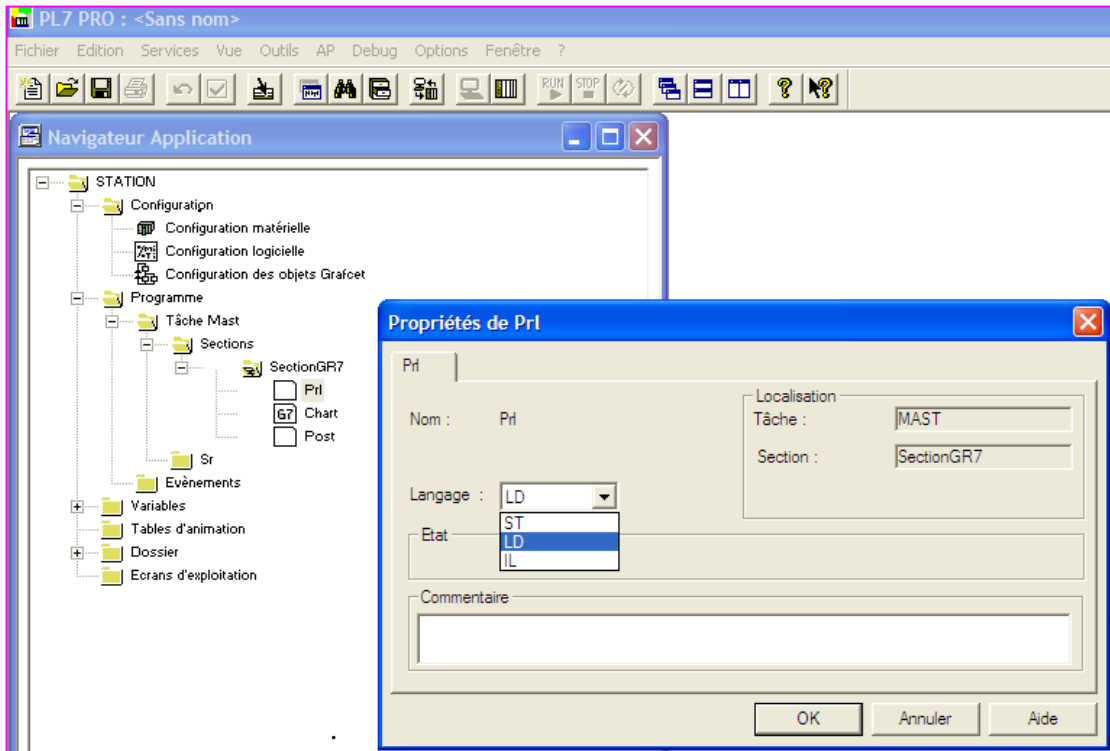 PL7 PRO : <Sans nom>
Fichier Edition Services Vue Outils AP Debug Options Fenêtre ?
RUN STOP
Navigateur Application
STATION
Configuration
Configuration matérielle
Configuration logicielle
Configuration des objets Grafcet
Programme
Tâche Mast
Sections
SectionGR7
Prl
G7 Chart
Post
Sr
Evènements
Variables
Tables d'animation
Dossier
Ecrans d'exploitation
Propriétés de Prl
Prl
Nom : Prl
Localisation
Tâche : MAST
Section : SectionGR7
Langage : LD
ST
LD
IL
Etat
Commentaire
OK Annuler Aide